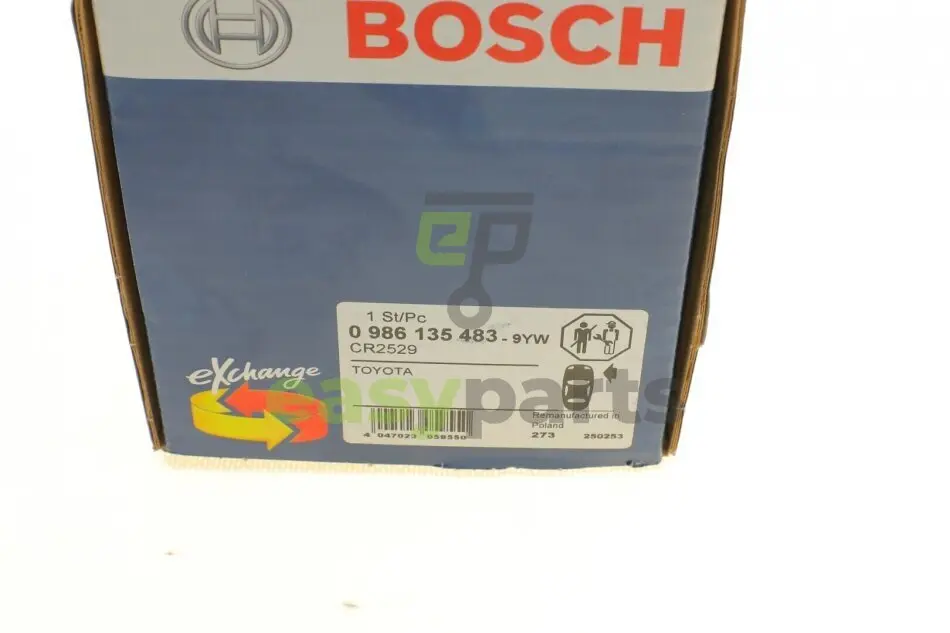 BOSCH
ep
1 St/Pc
0 986 135 483 - 9YW
CR2529
TOYOTA
eXchange
easyparts
Remanufactured in
Poland
4 047023 059550
273 250253